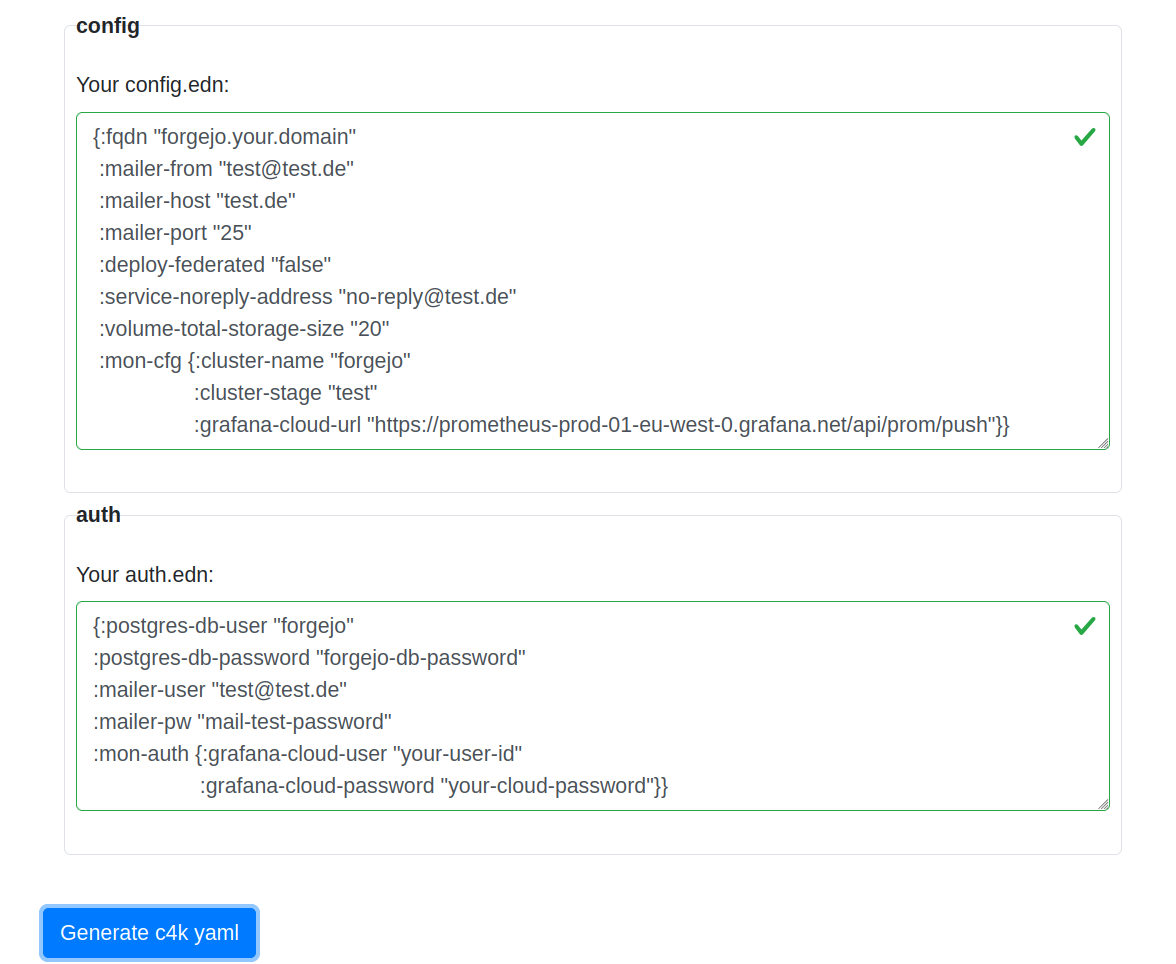 config
Your config.edn:
{:fqdn "forgejo.your.domain"
:mailer-from "test@test.de"
:mailer-host "test.de"
:mailer-port "25"
:deploy-federated "false"
:service-noreply-address "no-reply@test.de"
:volume-total-storage-size "20"
:mon-cfg {:cluster-name "forgejo"
:cluster-stage "test"
:grafana-cloud-url "https://prometheus-prod-01-eu-west-0.grafana.net/api/prom/push"}}
auth
Your auth.edn:
{:postgres-db-user "forgejo"
:postgres-db-password "forgejo-db-password"
:mailer-user "test@test.de"
:mailer-pw "mail-test-password"
:mon-auth {:grafana-cloud-user "your-user-id"
:grafana-cloud-password "your-cloud-password"}}
Generate c4k yaml